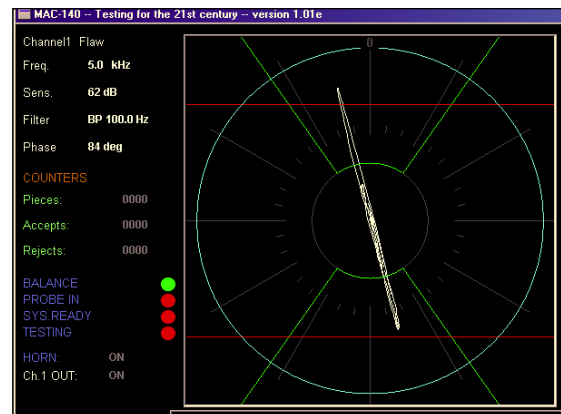 MAC-140 -- Testing for the 21st century -- version 1.01e
Channel1 Flaw
Freq. 5.0 kHz
Sens. 62 dB
Filter BP 100.0 Hz
Phase 84 deg
COUNTERS
Pieces: 0000
Accepts: 0000
Rejects: 0000
BALANCE
PROBE IN
SYS.READY
TESTING
HORN: ON
Ch.1 OUT: ON
0